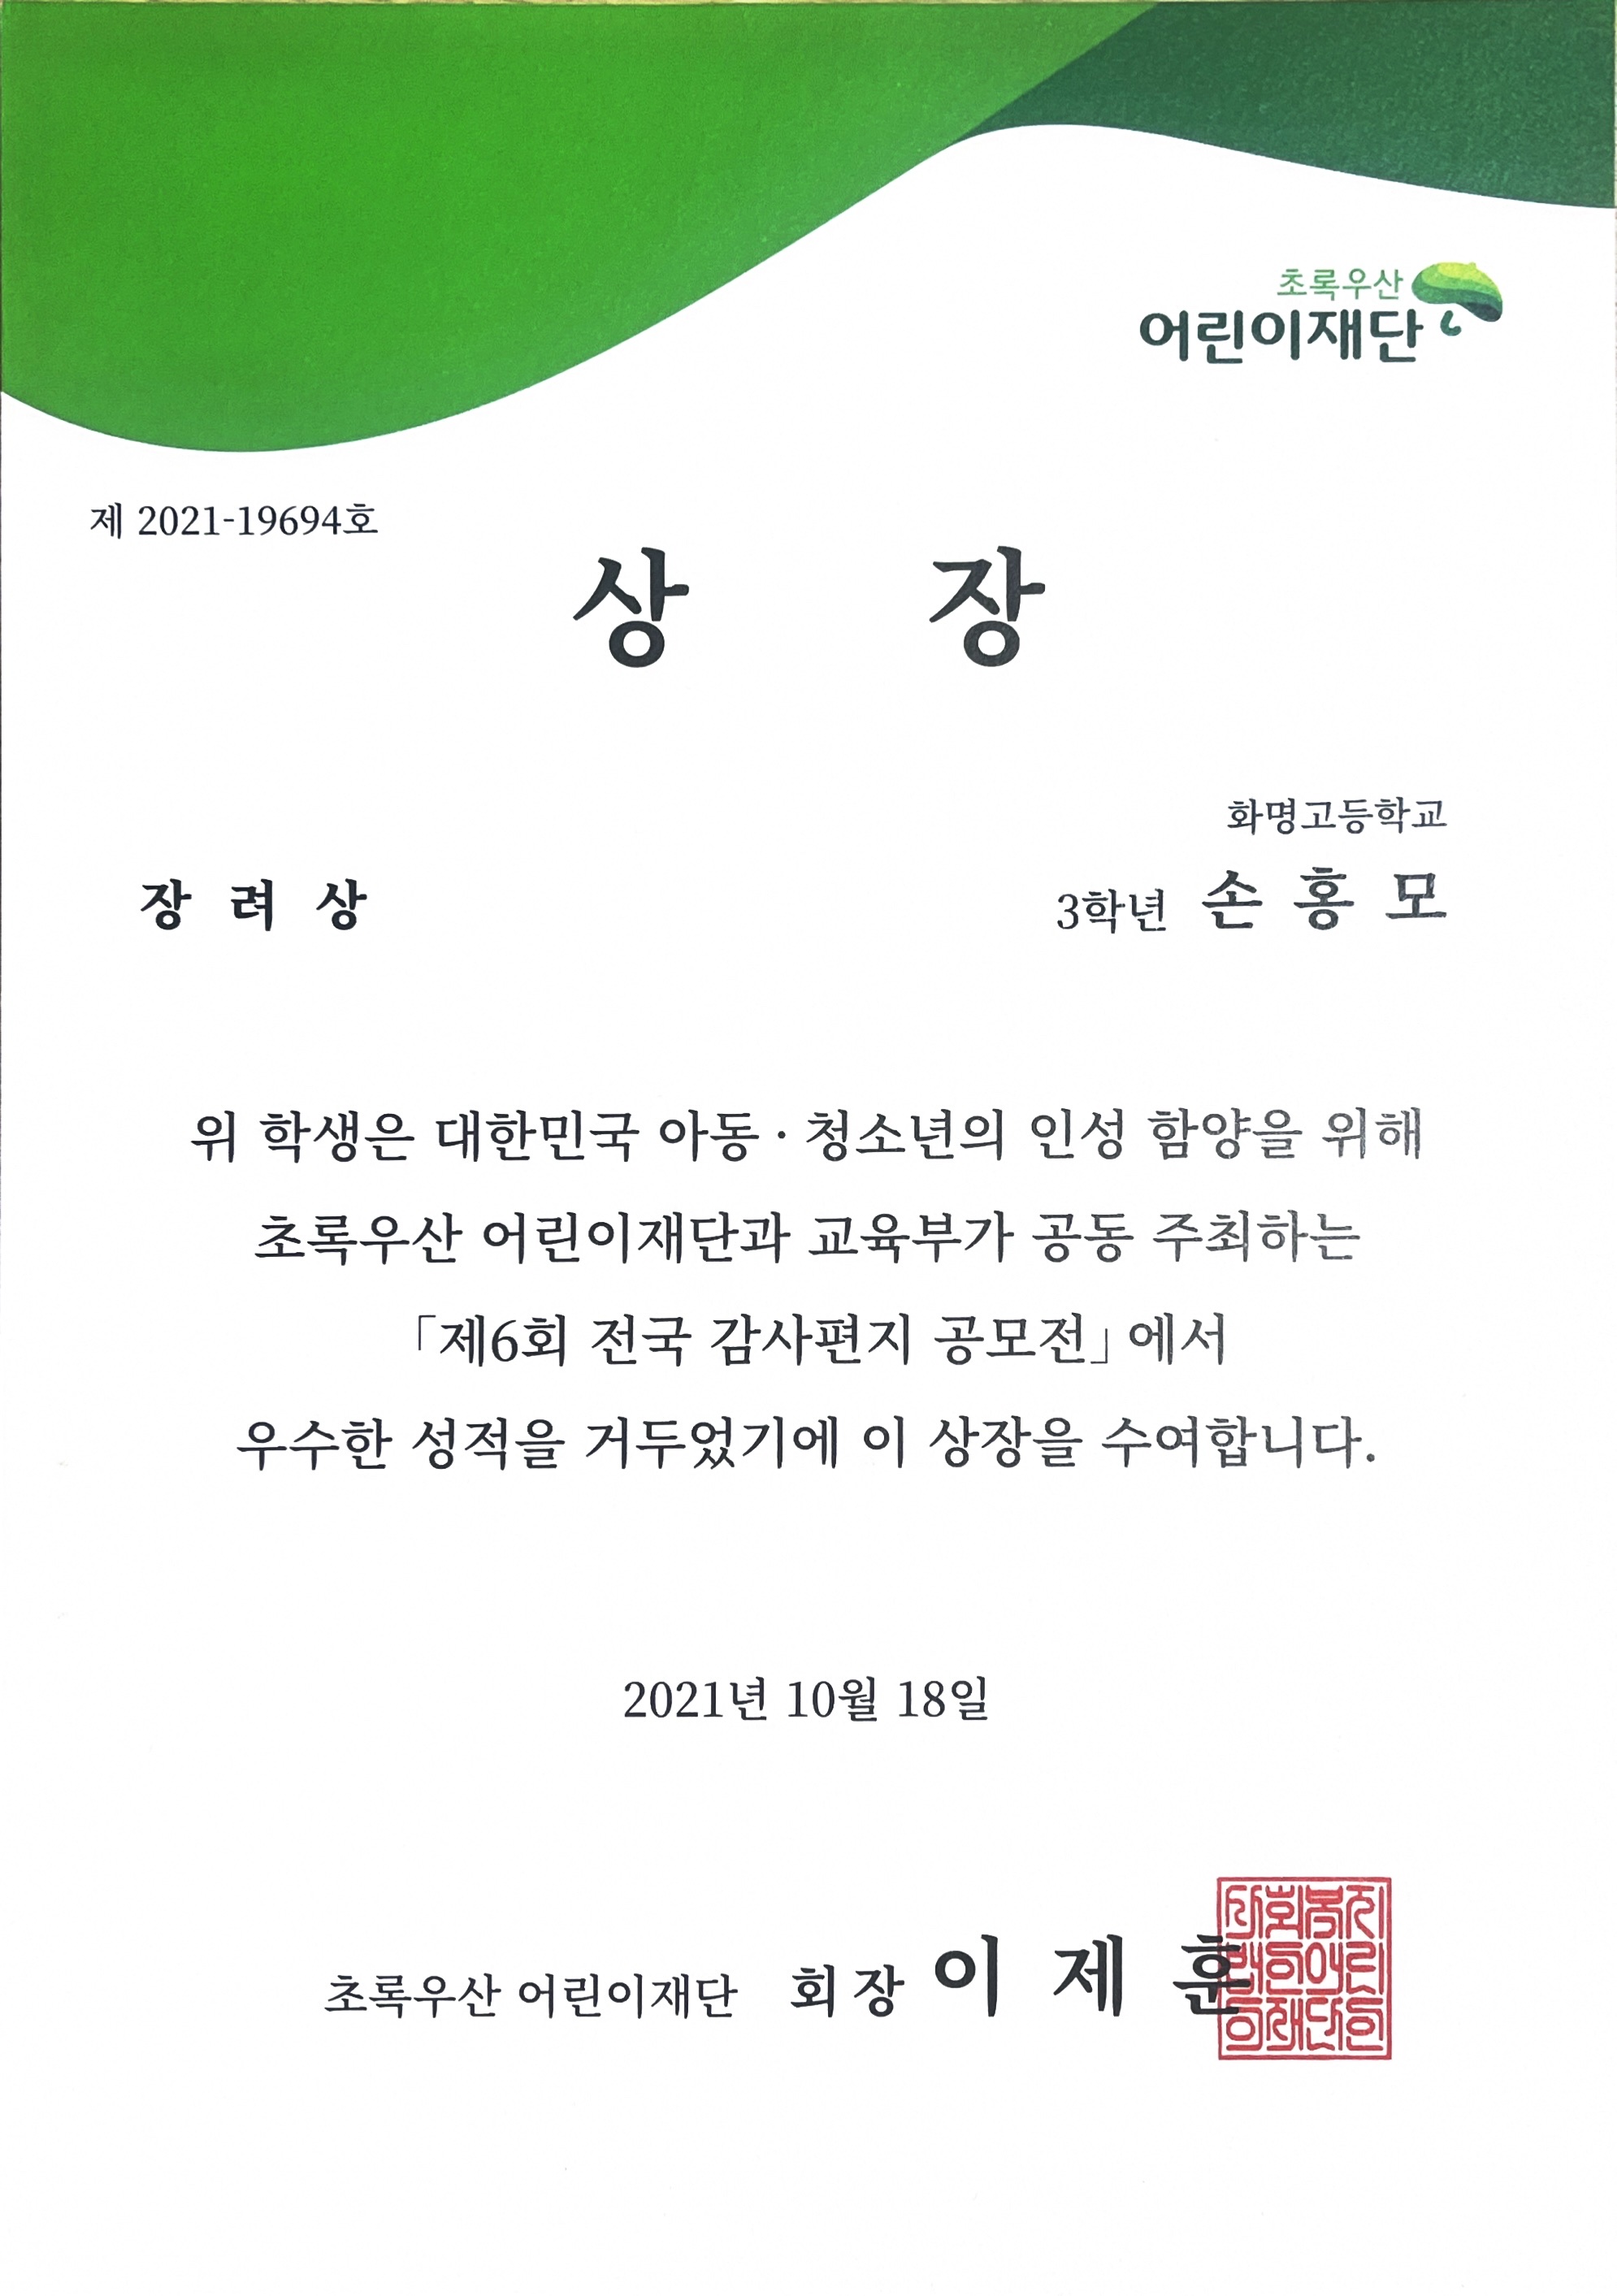 초록우산
어린이재단
제 2021-19694호
상 장
화명고등학교
장 려 상
3학년 손 홍 모
위 학생은 대한민국 아동·청소년의 인성 함양을 위해
초록우산 어린이재단과 교육부가 공동 주최하는
「제6회 전국 감사편지 공모전」에서
우수한 성적을 거두었기에 이 상장을 수여합니다.
2021년 10월 18일
초록우산 어린이재단 회 장 이 제 훈